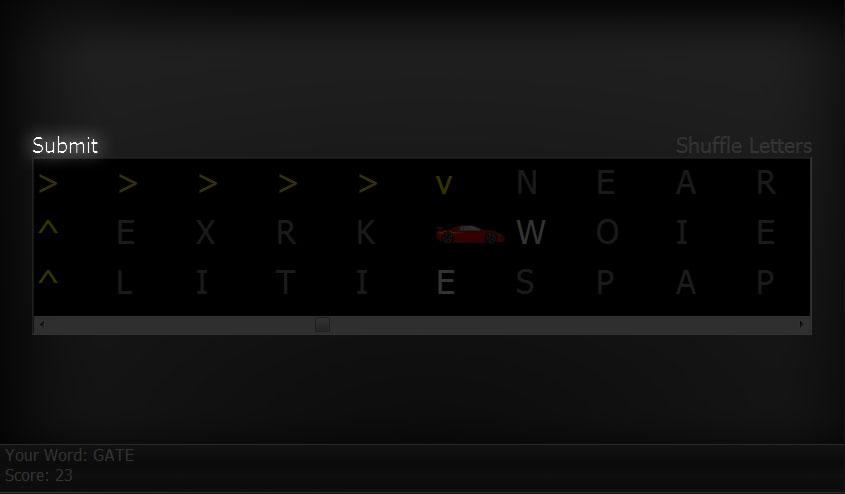 Submit Shuffle Letters
> > > > > v N E A R
^ E X R K W O I E
^ L I T I E S P A P
Your Word: GATE
Score: 23